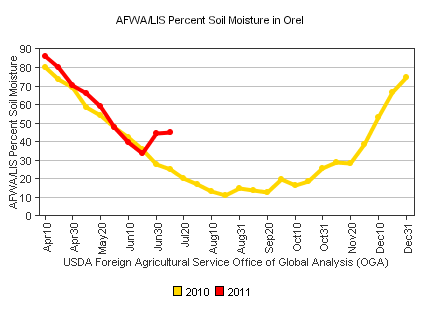 AFWA/LIS Percent Soil Moisture in Orel
AFWA/LIS Percent Soil Moisture
90
80
70
60
50
40
30
20
10
0
Apr10
Apr30
May20
Jun10
Jun30
Jul20
Aug10
Aug31
Sep20
Oct10
Oct31
Nov20
Dec10
Dec31
USDA Foreign Agricultural Service Office of Global Analysis (OGA)
2010 2011